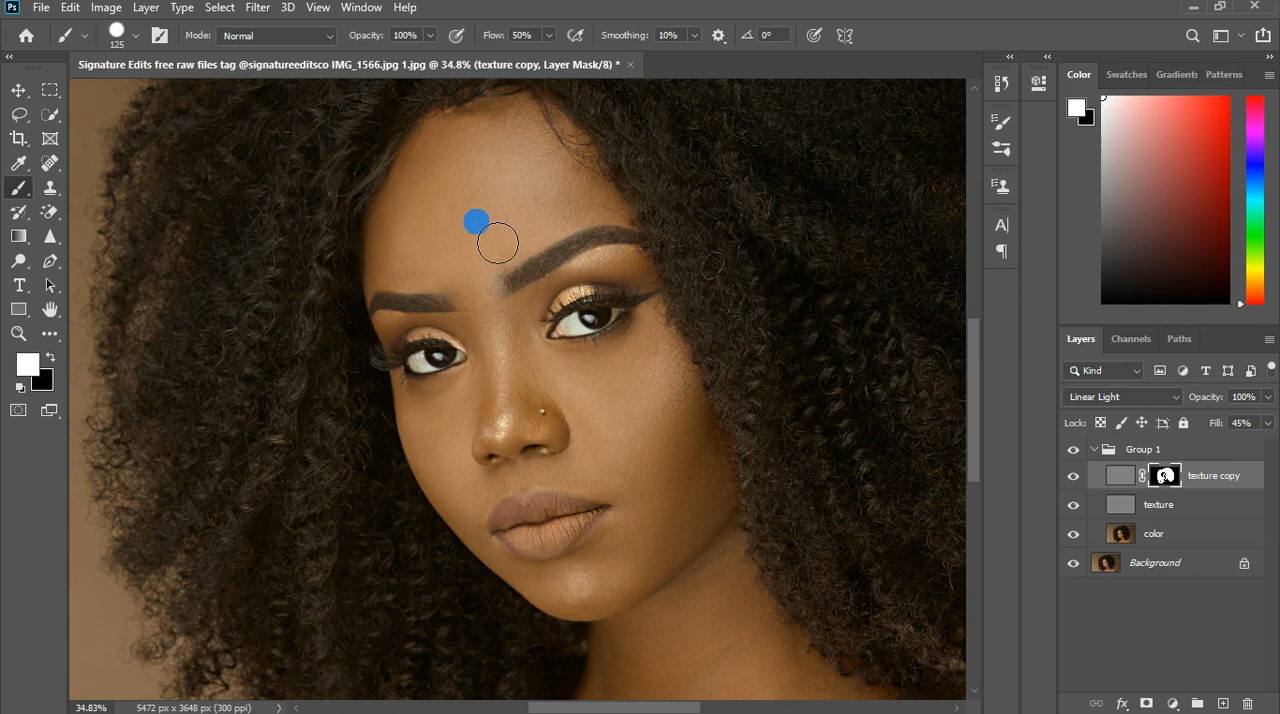 Ps File Edit Image Layer Type Select Filter 3D View Window Help
125 Mode: Normal Opacity: 100% Flow: 50% Smoothing: 10% 0°
Signature Edits free raw files tag @signatureeditsco IMG_1566.jpg 1.jpg @ 34.8% (texture copy, Layer Mask/8) *
Color Swatches Gradients Patterns
Layers Channels Paths
Kind
Linear Light Opacity: 100%
Lock: Fill: 45%
Group 1
texture copy
texture
color
Background
34.83% 5472 px x 3648 px (300 ppi)